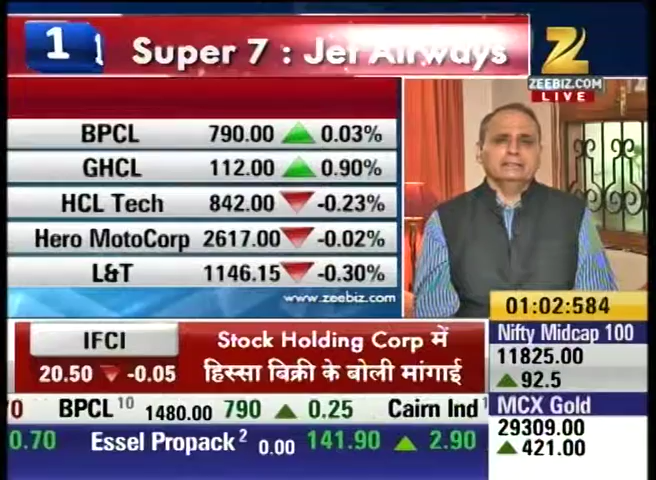 1 Super 7 : Jet Airways
Z
ZEEBIZ.COM
LIVE
BPCL 790.00 0.03%
GHCL 112.00 0.90%
HCL Tech 842.00 -0.23%
Hero MotoCorp 2617.00 -0.02%
L&T 1146.15 -0.30%
www.zeebiz.com
01:02:584
IFCI
20.50 -0.05
Stock Holding Corp में
हिस्सा बिक्री के बोली मांगाई
Nifty Midcap 100
11825.00
92.5
MCX Gold
29309.00
421.00
0 BPCL 10 1480.00 790 0.25 Cairn Ind
0.70 Essel Propack 2 0.00 141.90 2.90